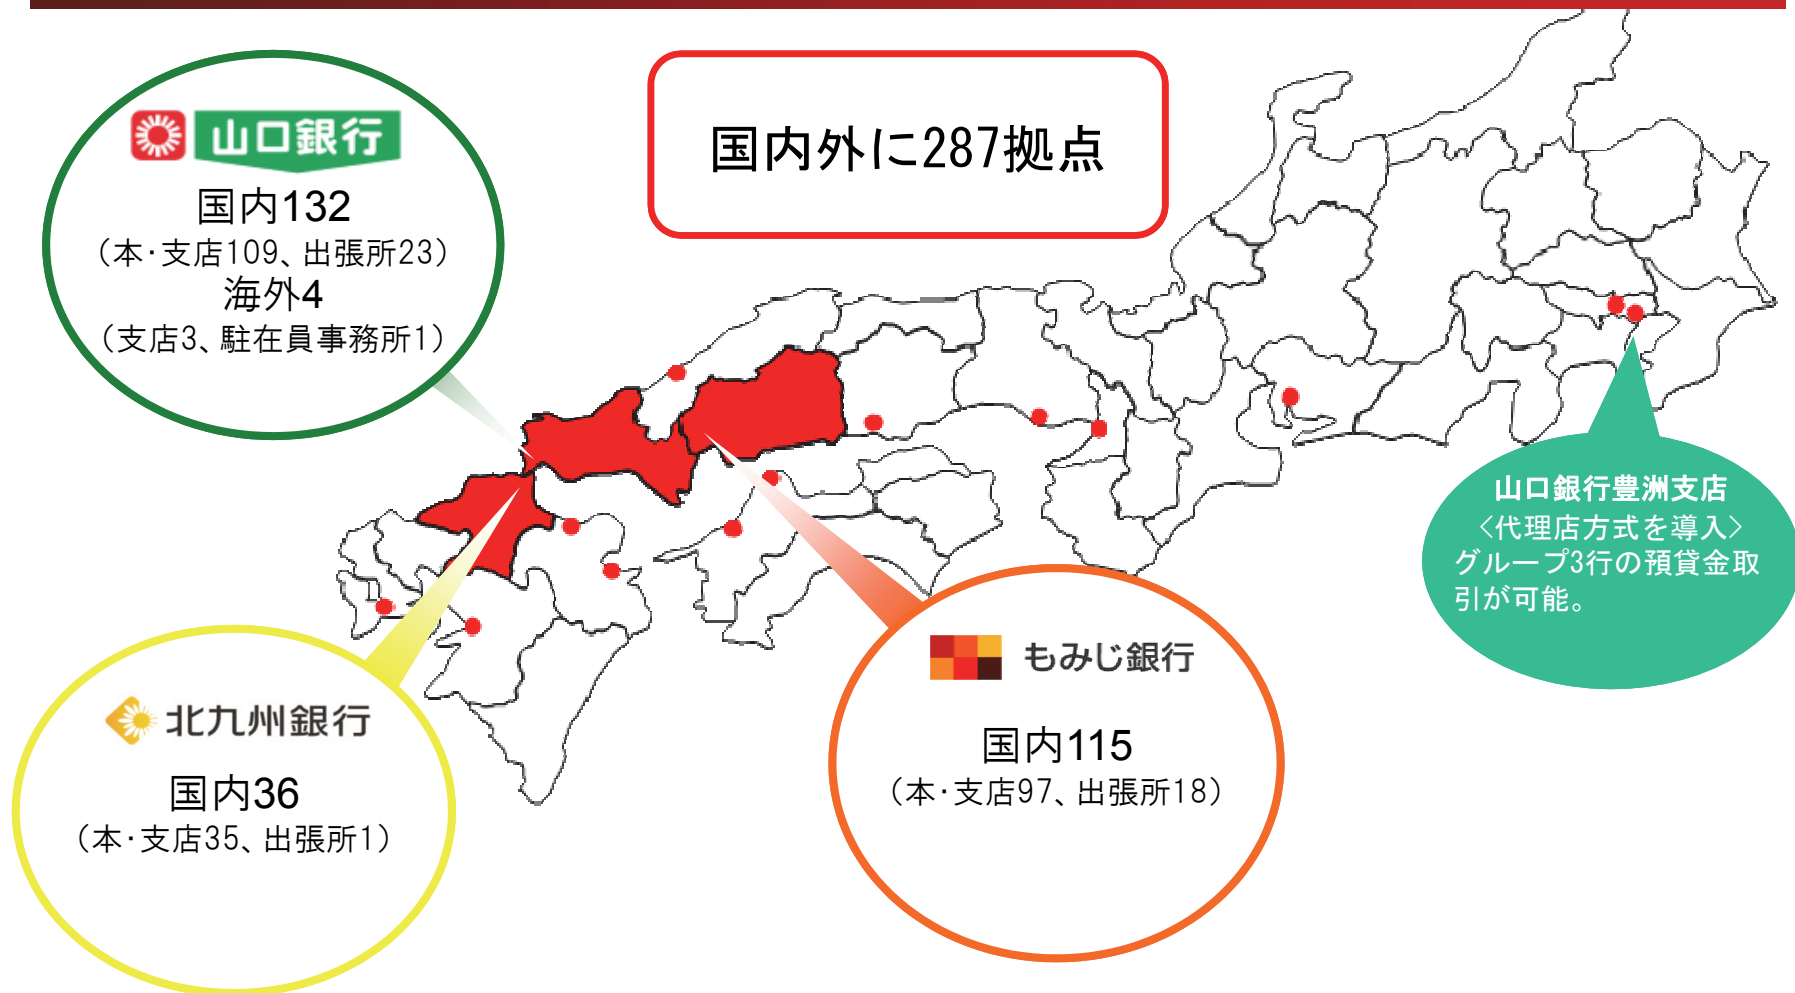 国内外に287拠点
山口銀行
国内132
（本・支店109、出張所23）
海外4
（支店3、駐在員事務所1）
山口銀行豊洲支店
＜代理店方式を導入＞
グループ3行の預貸金取
引が可能。
もみじ銀行
国内115
（本・支店97、出張所18）
北九州銀行
国内36
（本・支店35、出張所1）